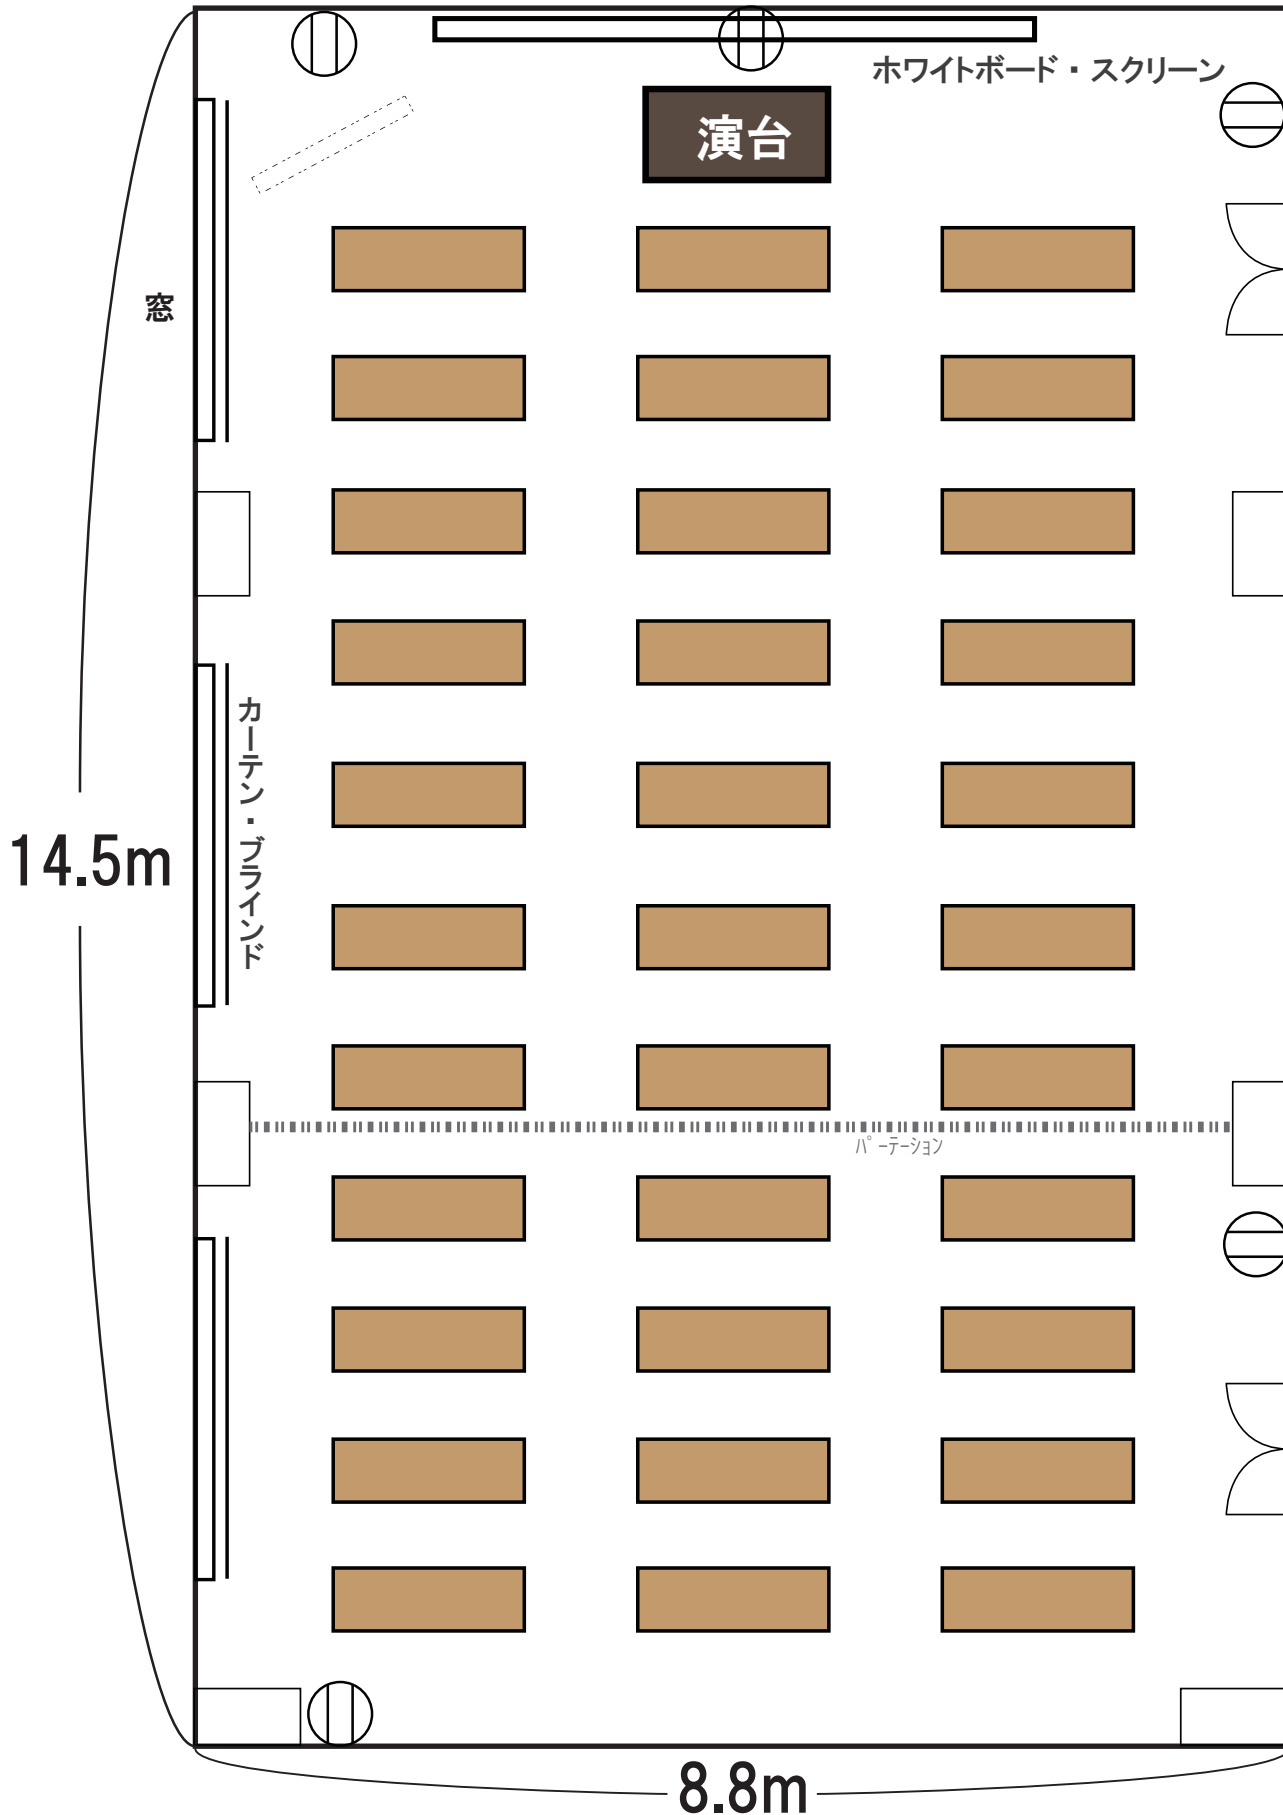 ホワイトボード・スクリーン
演台
窓
カーテン・ブラインド
14.5m
パーテーション
8.8m